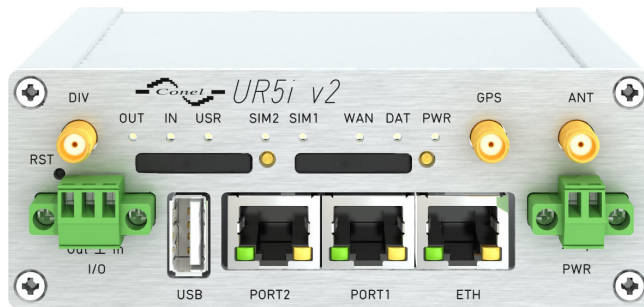 DIV
Conel UR5i v2
GPS
ANT
OUT IN USR SIM2 SIM1 WAN DAT PWR
RST
Out ⊥ In
I/O
USB
PORT2
PORT1
ETH
PWR